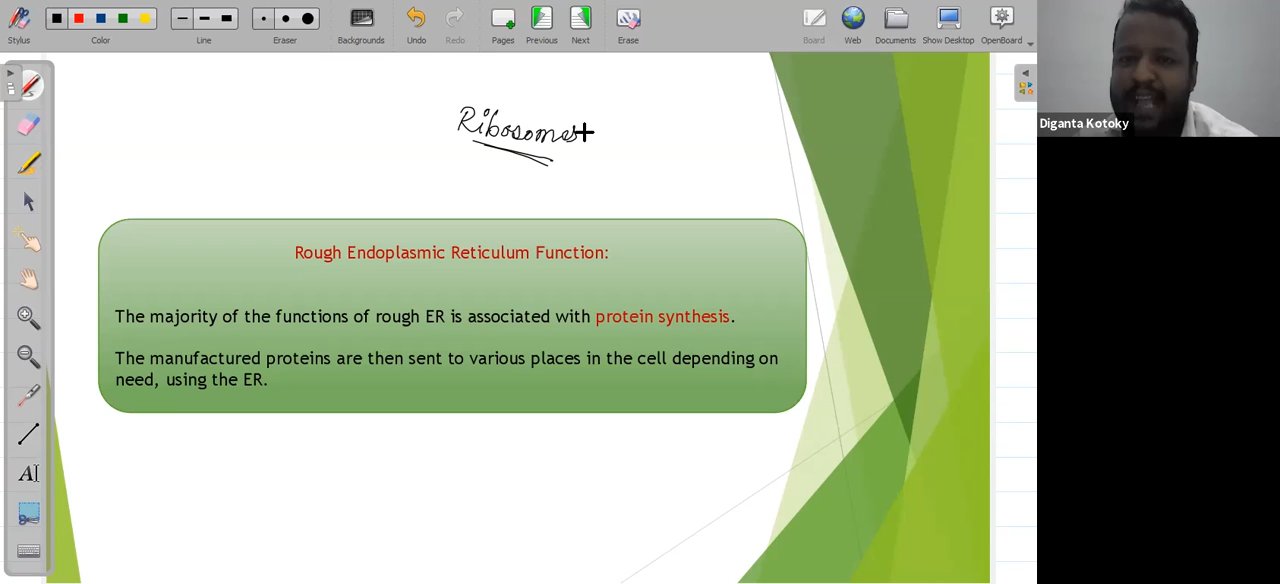 Stylus
Color
Line
Eraser
Backgrounds
Undo
Redo
Pages
Previous
Next
Erase
Board
Web
Documents
Show Desktop
OpenBoard
Diganta Kotoky
Ribosomes
Rough Endoplasmic Reticulum Function:
The majority of the functions of rough ER is associated with protein synthesis.
The manufactured proteins are then sent to various places in the cell depending on
need, using the ER.
AI